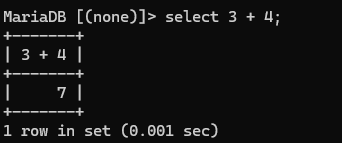 MariaDB [(none)]> select 3 + 4;
+-------+
| 3 + 4 |
+-------+
|     7 |
+-------+
1 row in set (0.001 sec)